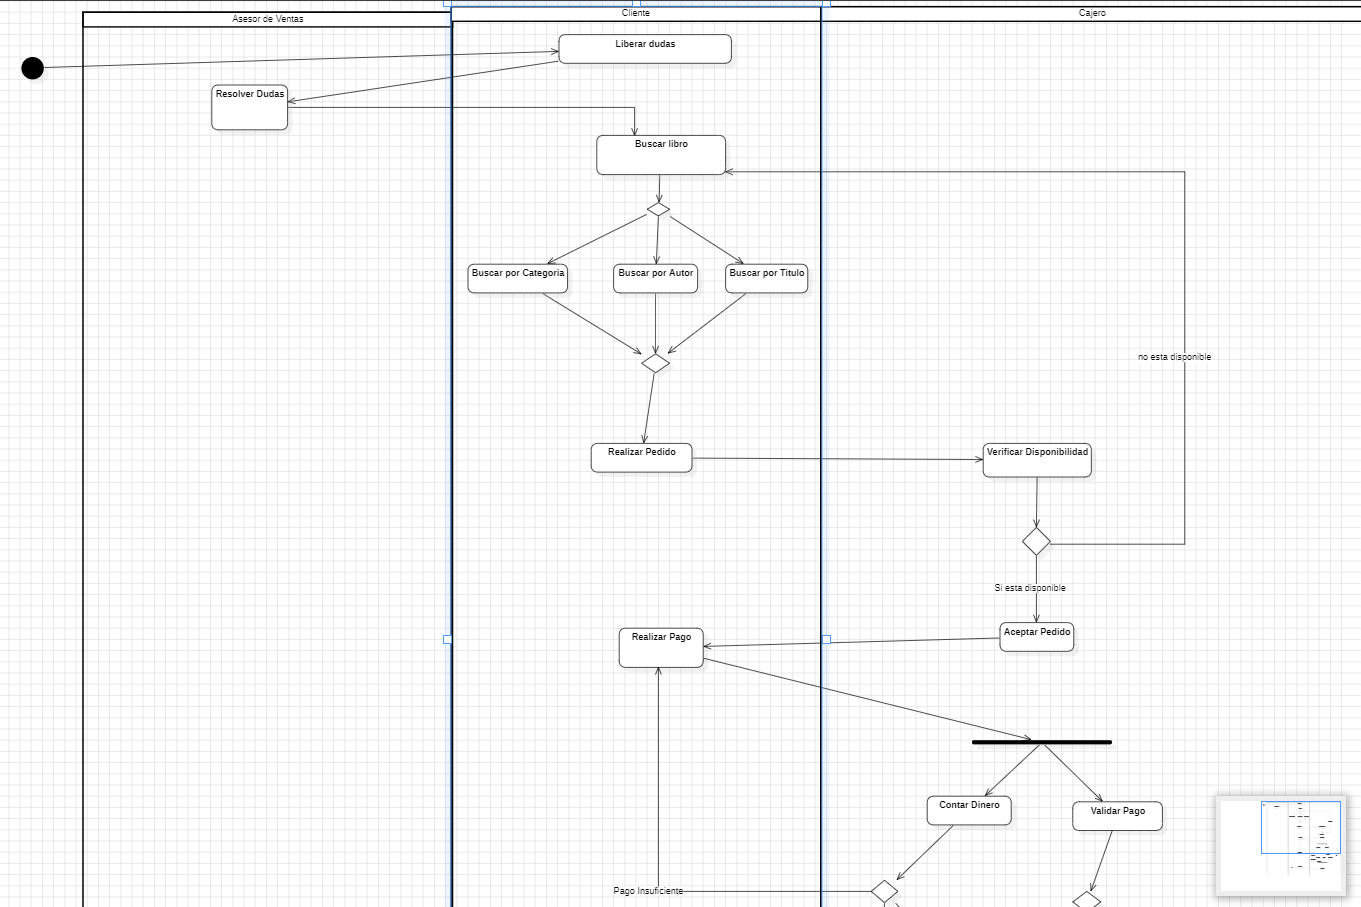 Asesor de Ventas
Cliente
Cajero
Liberar dudas
Resolver Dudas
Buscar libro
Buscar por Categoria
Buscar por Autor
Buscar por Titulo
no esta disponible
Realizar Pedido
Verificar Disponibilidad
Si esta disponible
Aceptar Pedido
Realizar Pago
Contar Dinero
Validar Pago
Pago Insuficiente